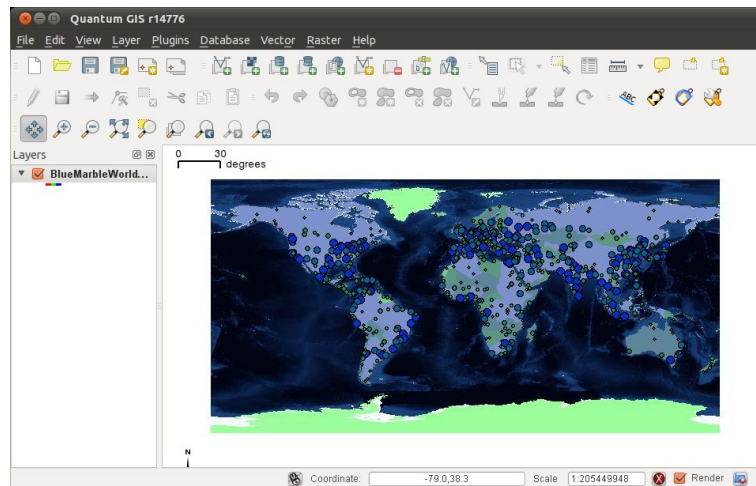 Quantum GIS r14776
File Edit View Layer Plugins Database Vector Raster Help
ABC
Layers
BlueMarbleWorld...
0 30
degrees
N
Coordinate: -79.0,38.3 Scale 1:205449948 Render